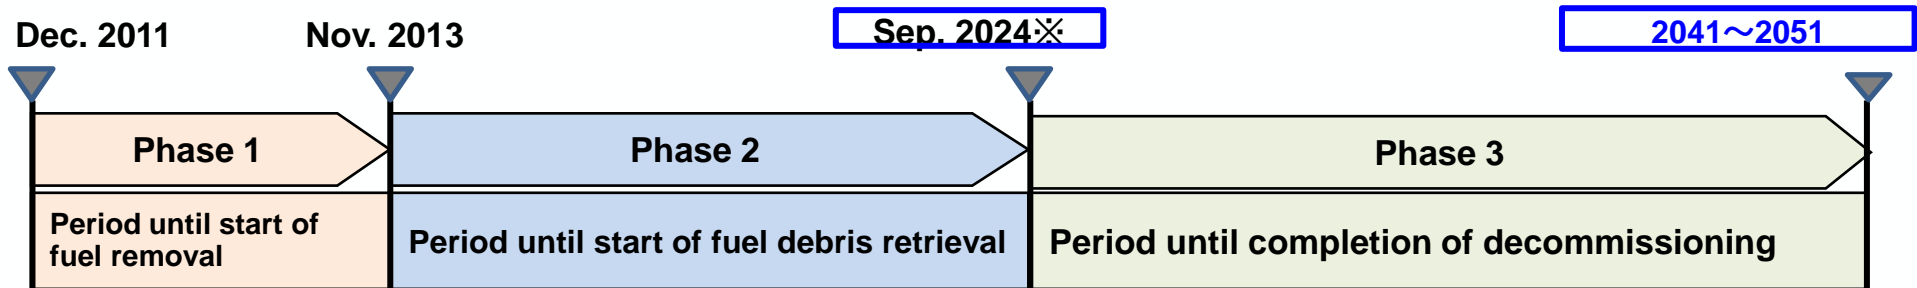 Dec. 2011
Nov. 2013
Sep. 2024※
2041～2051
Phase 1
Phase 2
Phase 3
Period until start of
fuel removal
Period until start of fuel debris retrieval
Period until completion of decommissioning